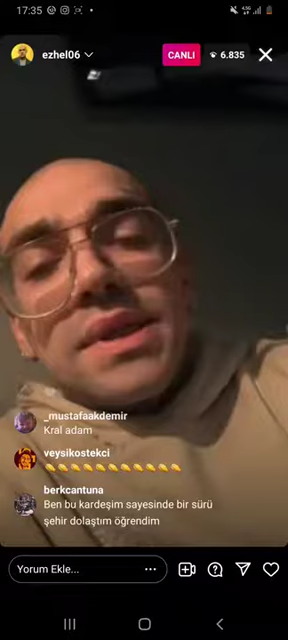 17:35
ezhel06
CANLI
6.835
_mustafaakdemir
Kral adam
veysikostekci
berkcantuna
Ben bu kardeşim sayesinde bir sürü
şehir dolaştım öğrendim
Yorum Ekle...